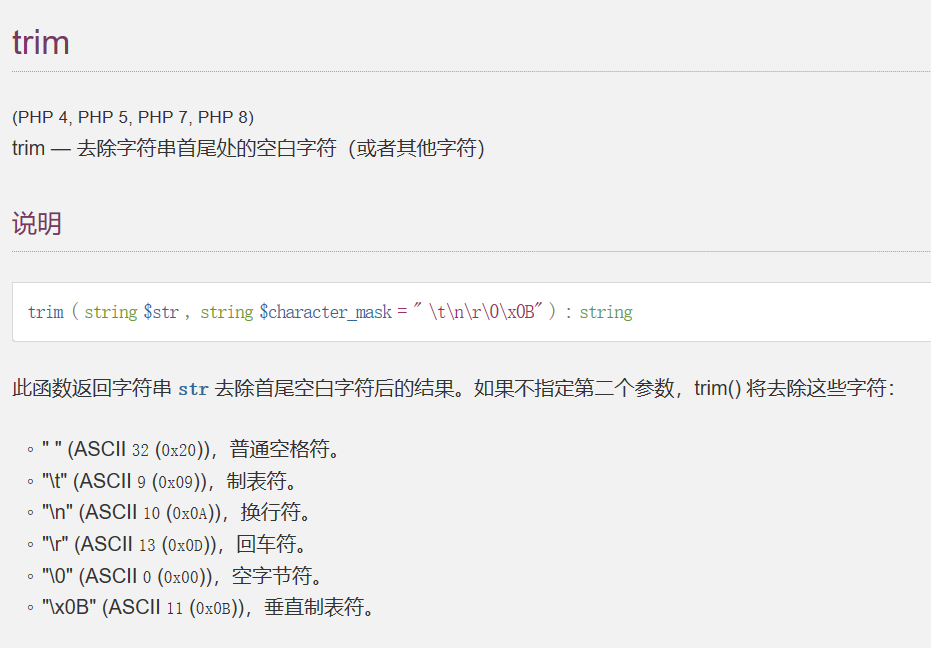 trim
(PHP 4, PHP 5, PHP 7, PHP 8)
trim — 去除字符串首尾处的空白字符（或者其他字符）
说明
trim ( string $str , string $character_mask = " \t\n\r\0\x0B" ) : string
此函数返回字符串 str 去除首尾空白字符后的结果。如果不指定第二个参数，trim() 将去除这些字符：
◦ " " (ASCII 32 (0x20))，普通空格符。
◦ "\t" (ASCII 9 (0x09))，制表符。
◦ "\n" (ASCII 10 (0x0A))，换行符。
◦ "\r" (ASCII 13 (0x0D))，回车符。
◦ "\0" (ASCII 0 (0x00))，空字节符。
◦ "\x0B" (ASCII 11 (0x0B))，垂直制表符。